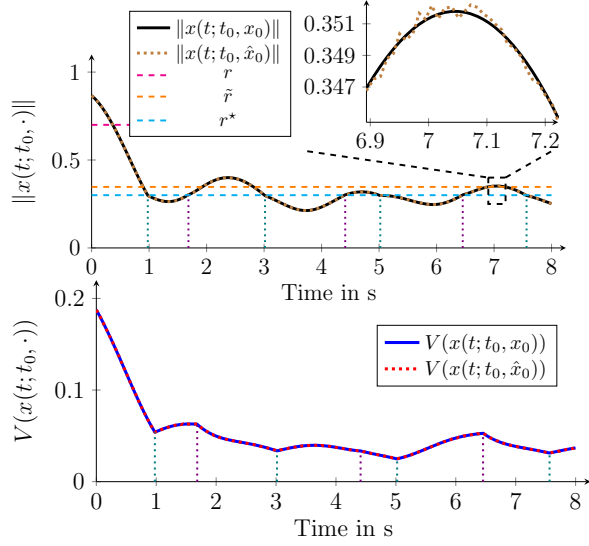 ‖x(t; t₀, x₀)‖
‖x(t; t₀, x̂₀)‖
r
r̃
r⋆
0.351
0.349
0.347
6.9 7 7.1 7.2
1
0.5
0
‖x(t; t₀, ·)‖
0 1 2 3 4 5 6 7 8
Time in s
0.2
0.1
0
V(x(t; t₀, ·))
V(x(t; t₀, x₀))
V(x(t; t₀, x̂₀))
0 1 2 3 4 5 6 7 8
Time in s